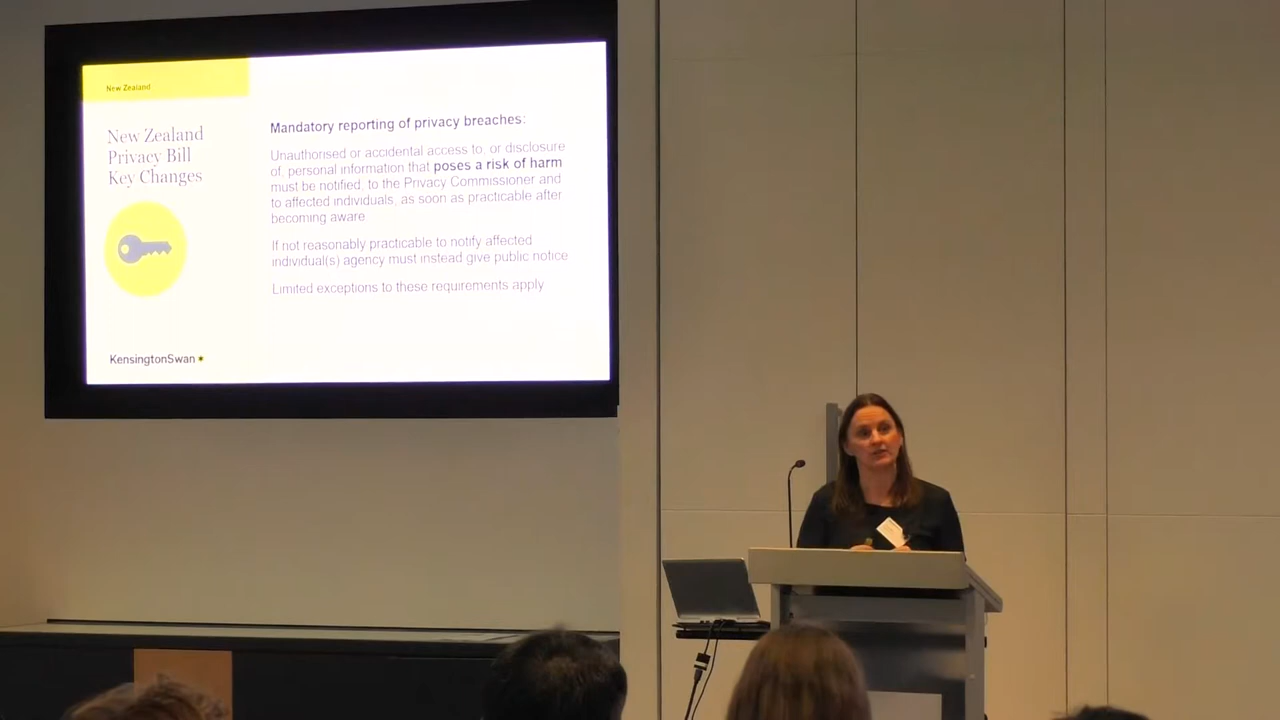 New Zealand
New Zealand
Privacy Bill
Key Changes
KensingtonSwan
Mandatory reporting of privacy breaches:
Unauthorised or accidental access to, or disclosure
of, personal information that poses a risk of harm
must be notified, to the Privacy Commissioner and
to affected individuals, as soon as practicable after
becoming aware
If not reasonably practicable to notify affected
individual(s) agency must instead give public notice
Limited exceptions to these requirements apply